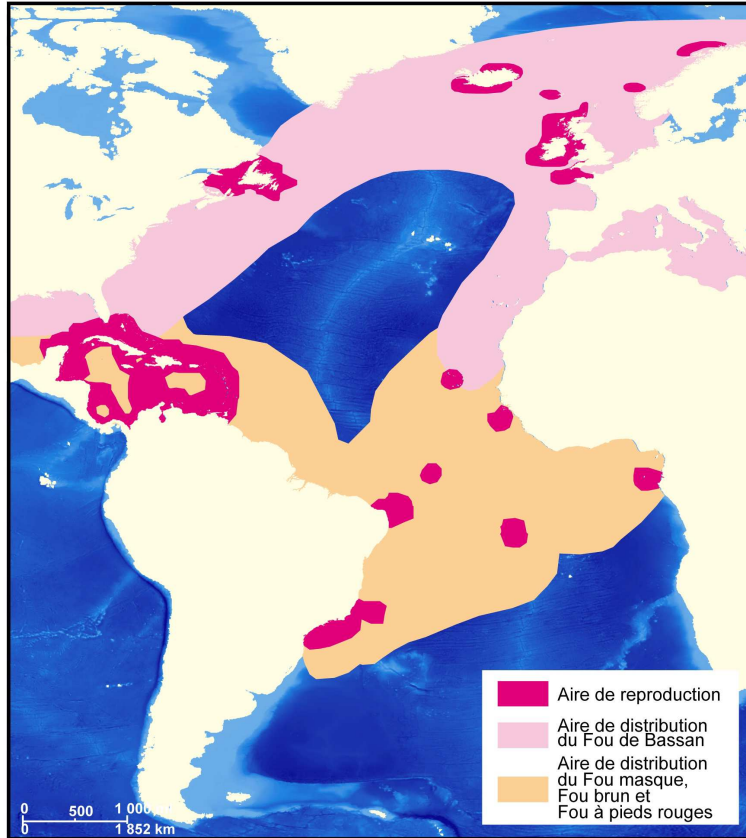 Aire de reproduction
Aire de distribution
du Fou de Bassan
Aire de distribution
du Fou masque,
Fou brun et
Fou à pieds rouges
0 500 1 000
0 1 852 km